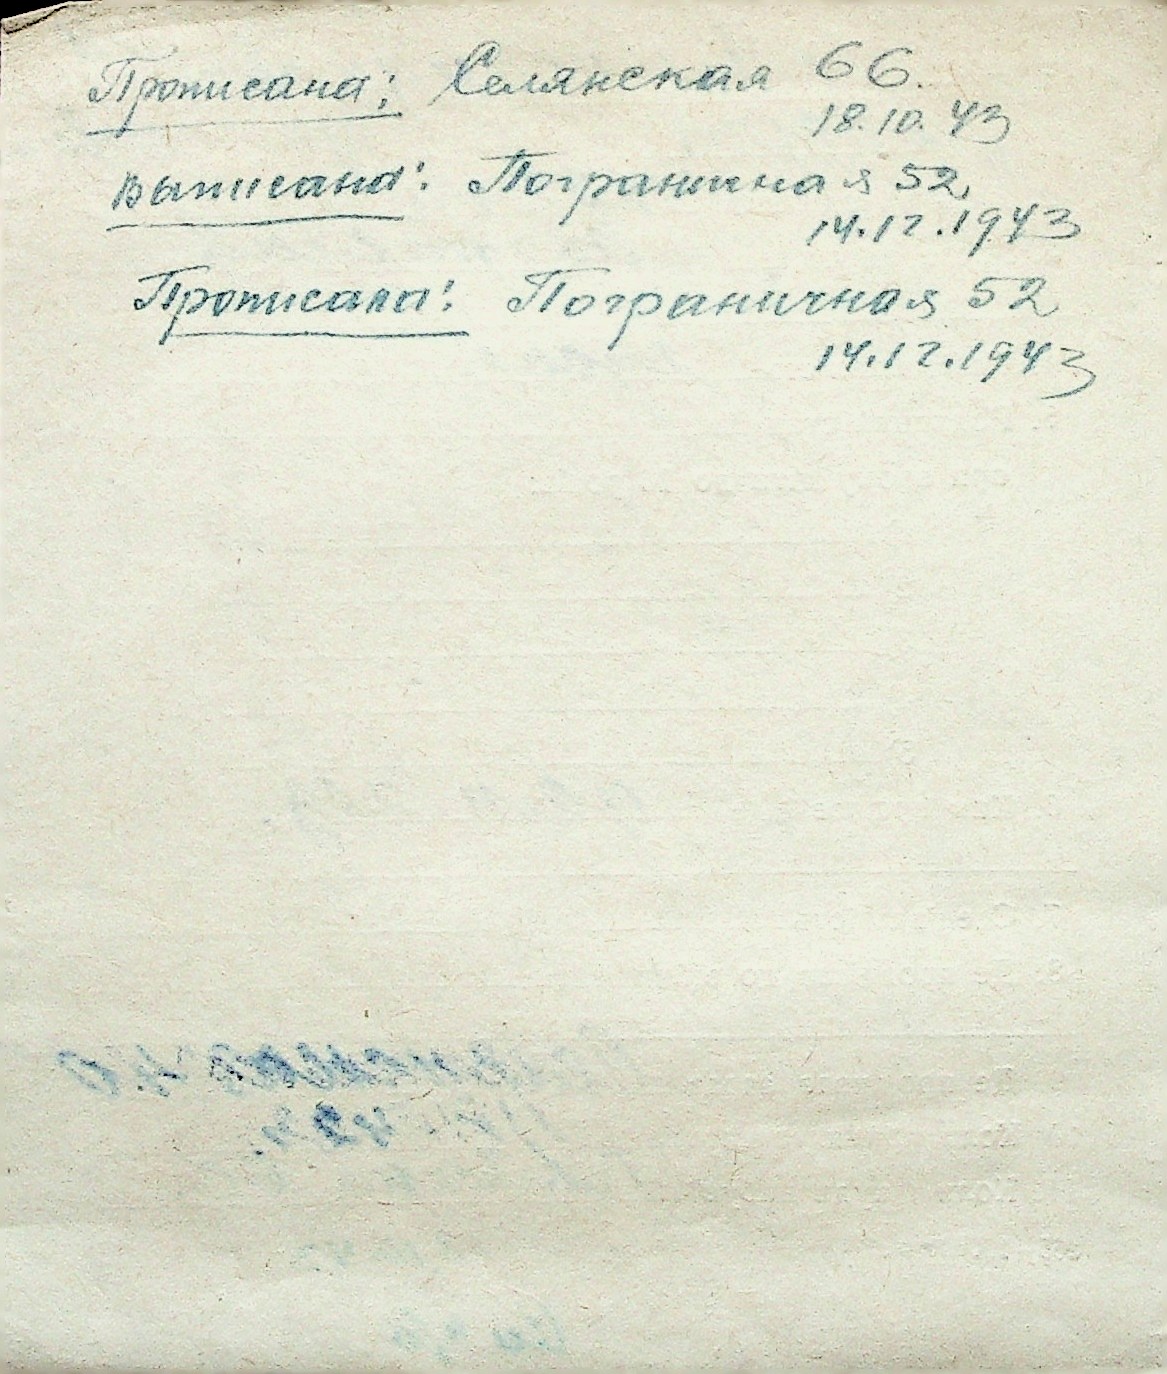 Прописана: Селянская 66.
18.10.43
Выписана: Пограничная 52,
14.12.1943
Прописана: Пограничная 52
14.12.1943